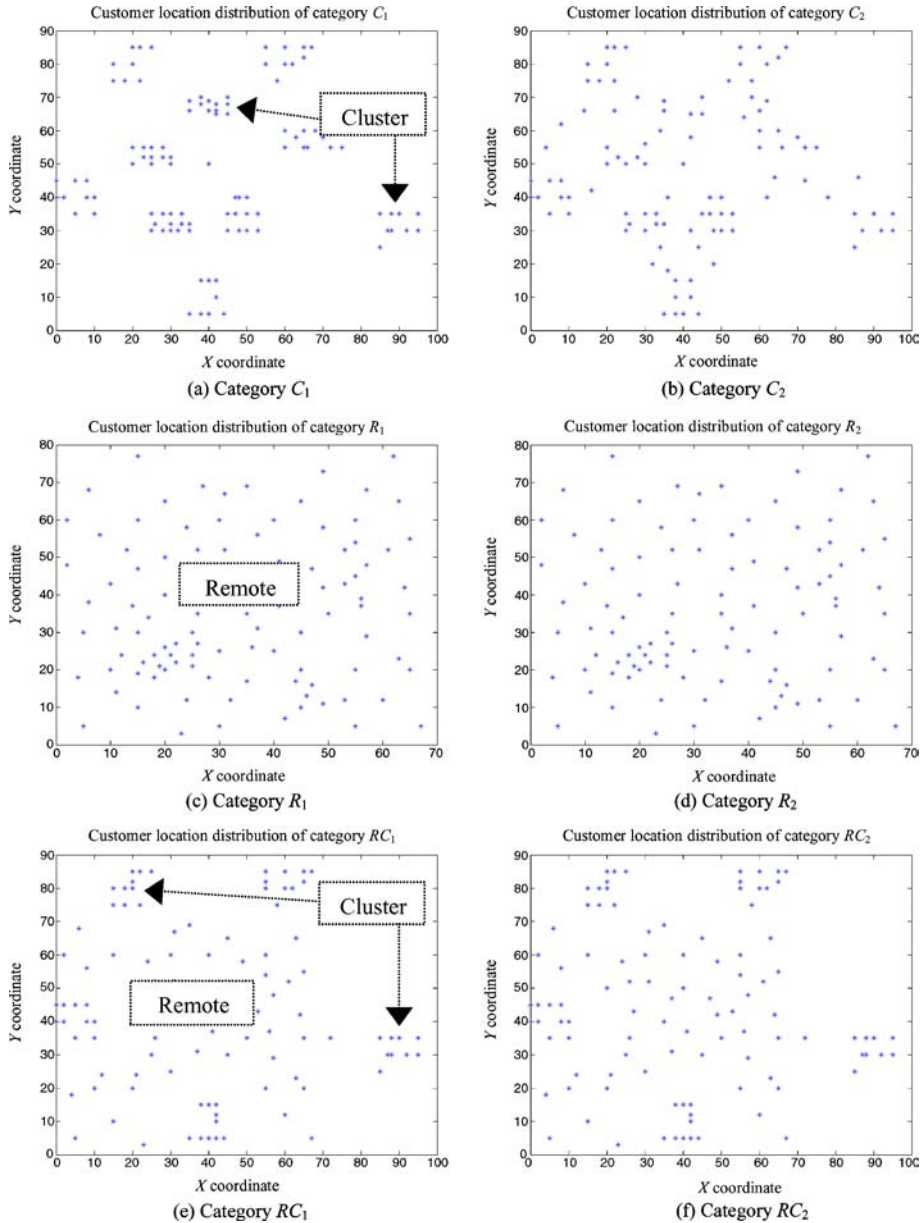 Customer location distribution of category C1
90
80
70
60
50
40
30
20
10
0
Y coordinate
Cluster
0 10 20 30 40 50 60 70 80 90 100
X coordinate
(a) Category C1
Customer location distribution of category C2
90
80
70
60
50
40
30
20
10
0
Y coordinate
0 10 20 30 40 50 60 70 80 90 100
X coordinate
(b) Category C2
Customer location distribution of category R1
80
70
60
50
40
30
20
10
0
Y coordinate
Remote
0 10 20 30 40 50 60 70
X coordinate
(c) Category R1
Customer location distribution of category R2
80
70
60
50
40
30
20
10
0
Y coordinate
0 10 20 30 40 50 60 70
X coordinate
(d) Category R2
Customer location distribution of category RC1
90
80
70
60
50
40
30
20
10
0
Y coordinate
Cluster
Remote
0 10 20 30 40 50 60 70 80 90 100
X coordinate
(e) Category RC1
Customer location distribution of category RC2
90
80
70
60
50
40
30
20
10
0
Y coordinate
0 10 20 30 40 50 60 70 80 90 100
X coordinate
(f) Category RC2